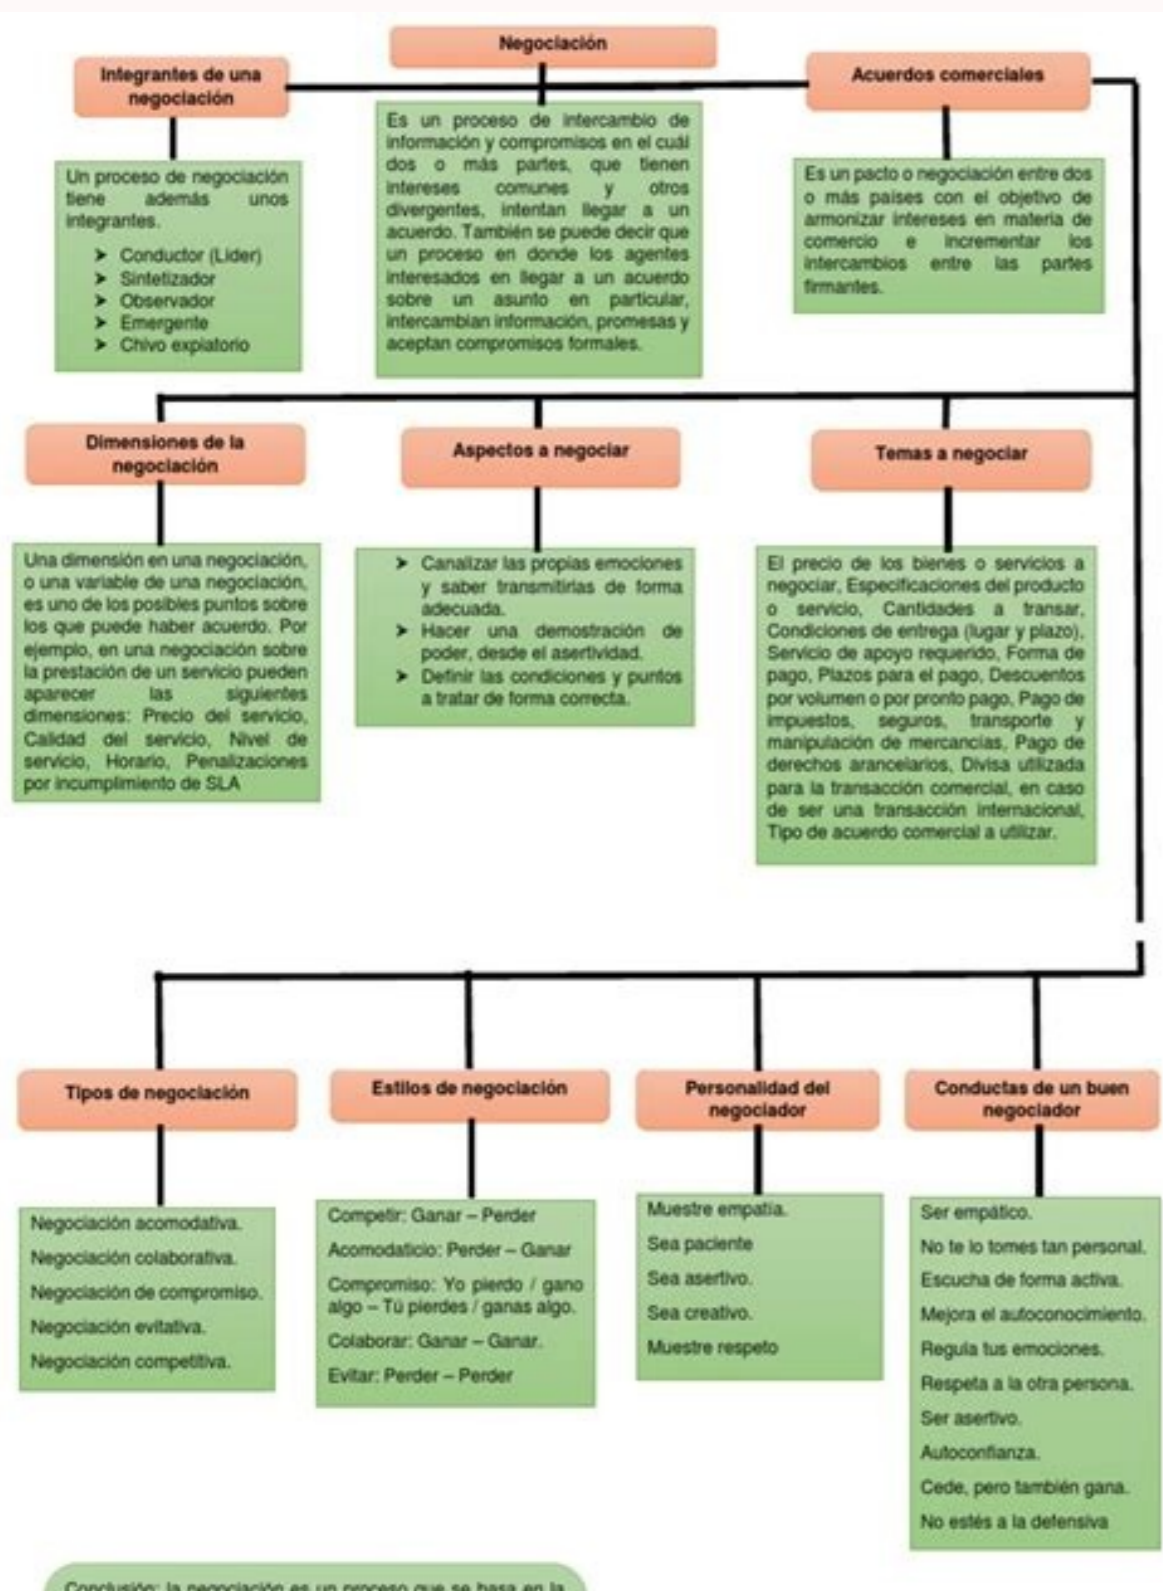 Negociación
Integrantes de una
negociación
Acuerdos comerciales
Un proceso de negociación
tiene además unos
integrantes.
➤ Conductor (Líder)
➤ Sintetizador
➤ Observador
➤ Emergente
➤ Chivo expiatorio
Es un proceso de intercambio de
información y compromisos en el cuál
dos o más partes, que tienen
intereses comunes y otros
divergentes, intentan llegar a un
acuerdo. También se puede decir que
un proceso en donde los agentes
interesados en llegar a un acuerdo
sobre un asunto en particular,
intercambian información, promesas y
aceptan compromisos formales.
Es un pacto o negociación entre dos
o más países con el objetivo de
armonizar intereses en materia de
comercio e incrementar los
intercambios entre las partes
firmantes.
Dimensiones de la
negociación
Aspectos a negociar
Temas a negociar
Una dimensión en una negociación,
o una variable de una negociación,
es uno de los posibles puntos sobre
los que puede haber acuerdo. Por
ejemplo, en una negociación sobre
la prestación de un servicio pueden
aparecer las siguientes
dimensiones: Precio del servicio,
Calidad del servicio, Nivel de
servicio, Horario, Penalizaciones
por incumplimiento de SLA
➤ Canalizar las propias emociones
y saber transmitirlas de forma
adecuada.
➤ Hacer una demostración de
poder, desde el asertividad.
➤ Definir las condiciones y puntos
a tratar de forma correcta.
El precio de los bienes o servicios a
negociar, Especificaciones del producto
o servicio, Cantidades a transar,
Condiciones de entrega (lugar y plazo),
Servicio de apoyo requerido, Forma de
pago, Plazos para el pago, Descuentos
por volumen o por pronto pago, Pago de
impuestos, seguros, transporte y
manipulación de mercancías, Pago de
derechos arancelarios, Divisa utilizada
para la transacción comercial, en caso
de ser una transacción internacional,
Tipo de acuerdo comercial a utilizar.
Tipos de negociación
Estilos de negociación
Personalidad del
negociador
Conductas de un buen
negociador
Negociación acomodativa.
Negociación colaborativa.
Negociación de compromiso.
Negociación evitativa.
Negociación competitiva.
Competir: Ganar – Perder
Acomodaticio: Perder – Ganar
Compromiso: Yo pierdo / gano
algo – Tú pierdes / ganas algo.
Colaborar: Ganar – Ganar.
Evitar: Perder – Perder
Muestre empatía.
Sea paciente
Sea asertivo.
Sea creativo.
Muestre respeto
Ser empático.
No te lo tomes tan personal.
Escucha de forma activa.
Mejora el autoconocimiento.
Regula tus emociones.
Respeta a la otra persona.
Ser asertivo.
Autoconfianza.
Cede, pero también gana.
No estés a la defensiva
Conclusión: la negociación es un proceso que se basa en la